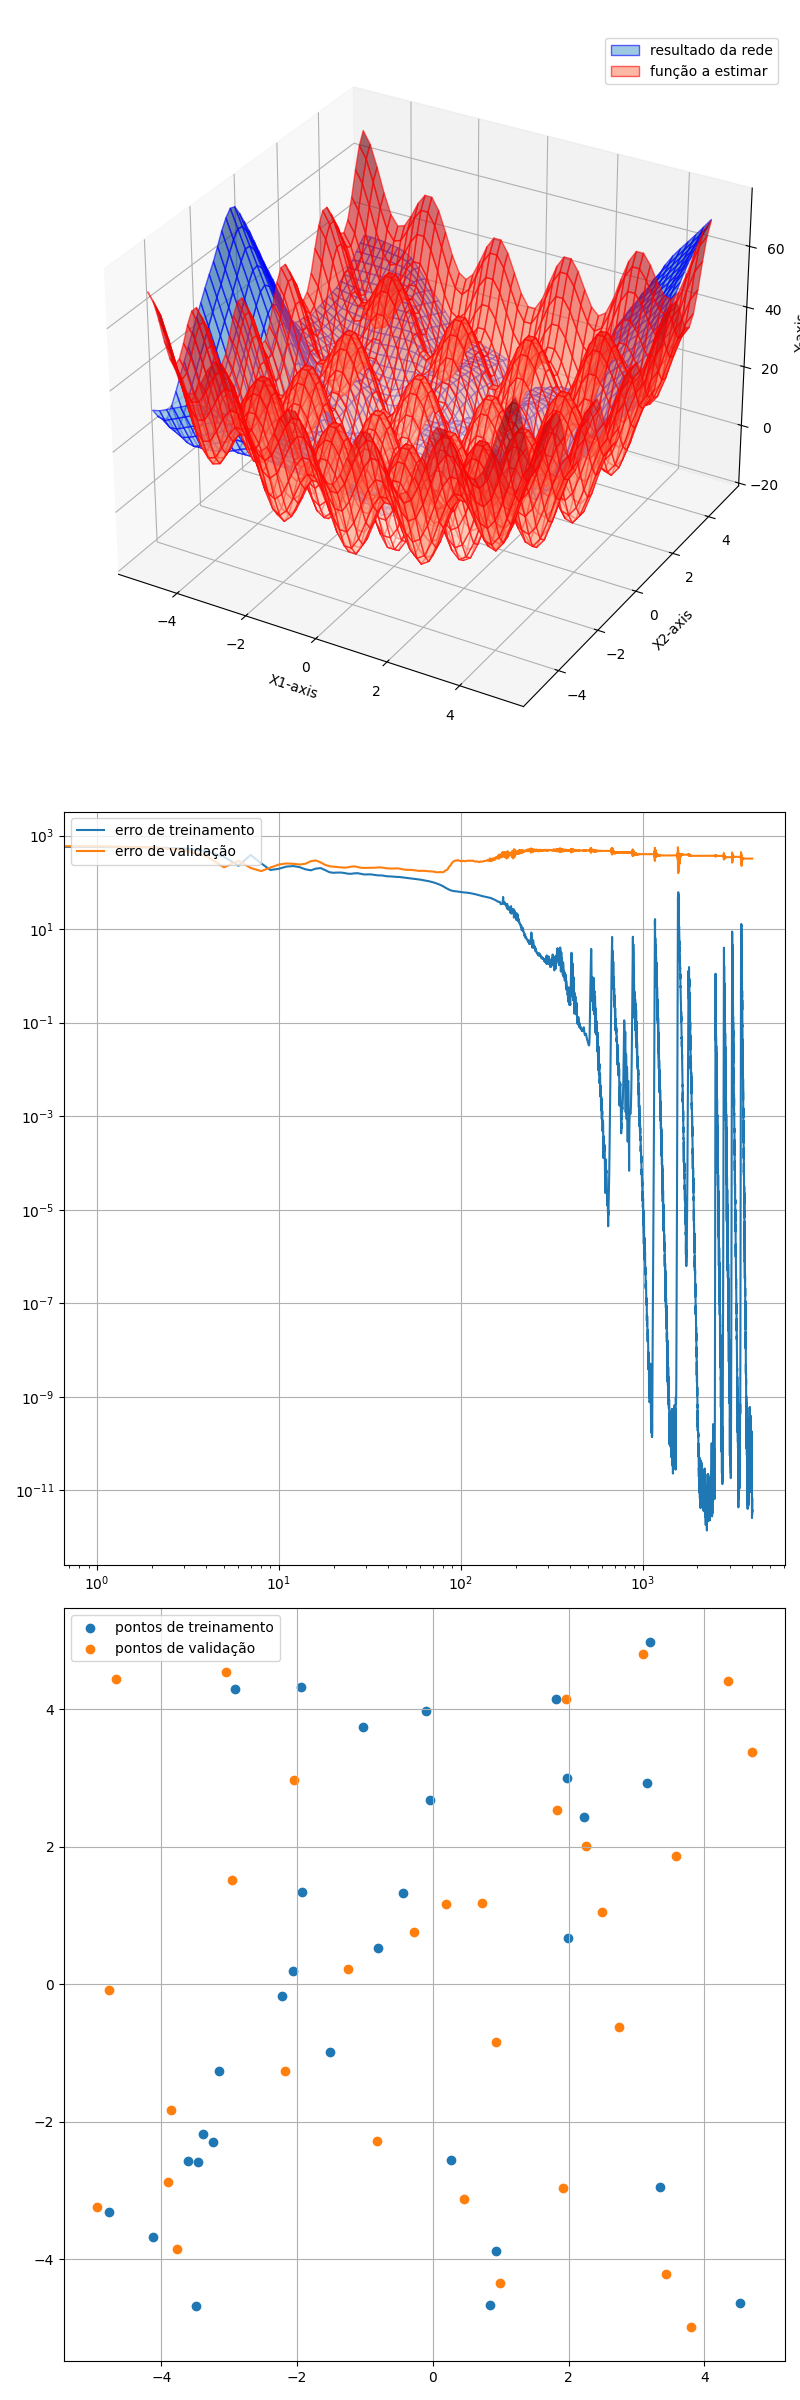 resultado da rede
função a estimar
60
40
20
0
−20
Y-axis
4
2
0
−2
−4
X2-axis
−4
−2
0
2
4
X1-axis
erro de treinamento
erro de validação
10³
10¹
10⁻¹
10⁻³
10⁻⁵
10⁻⁷
10⁻⁹
10⁻¹¹
10⁰ 10¹ 10² 10³
pontos de treinamento
pontos de validação
4
2
0
−2
−4
−4 −2 0 2 4